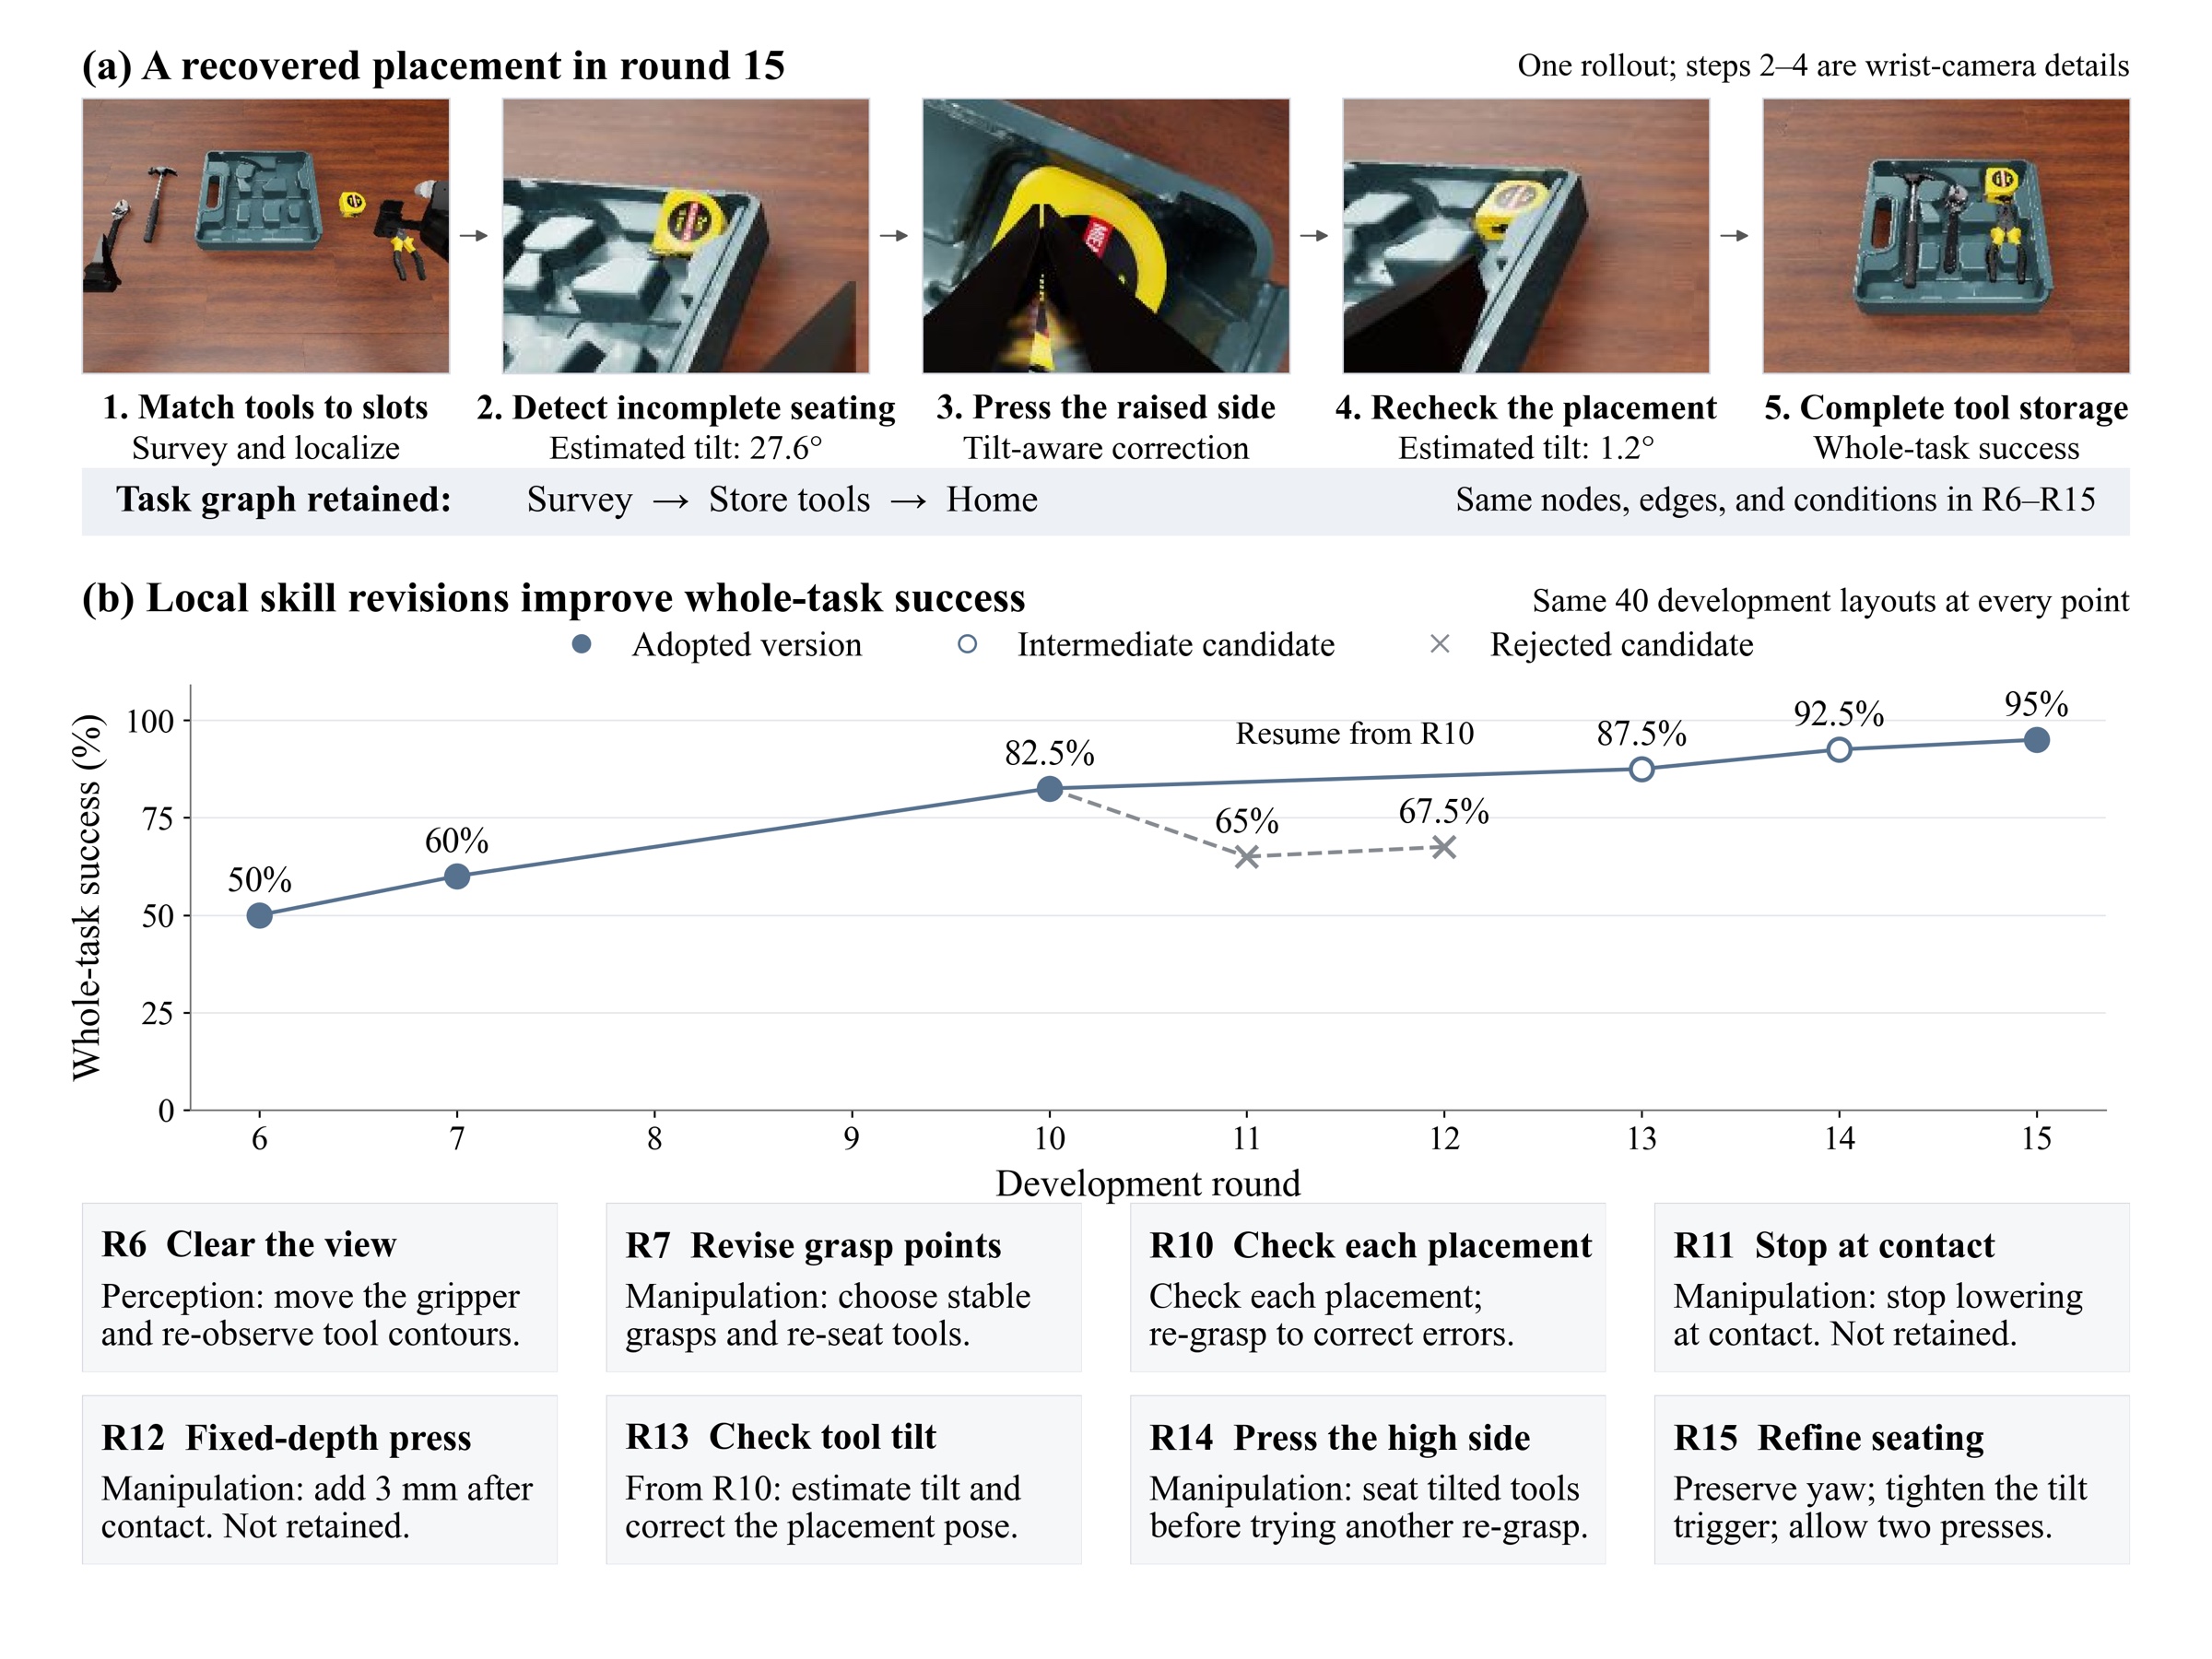 (a) A recovered placement in round 15
One rollout; steps 2–4 are wrist-camera details
1. Match tools to slots
Survey and localize
2. Detect incomplete seating
Estimated tilt: 27.6°
3. Press the raised side
Tilt-aware correction
4. Recheck the placement
Estimated tilt: 1.2°
5. Complete tool storage
Whole-task success
Task graph retained: Survey → Store tools → Home
Same nodes, edges, and conditions in R6–R15
(b) Local skill revisions improve whole-task success
Same 40 development layouts at every point
Adopted version
Intermediate candidate
Rejected candidate
Whole-task success (%)
100
75
50
25
0
50%
60%
82.5%
Resume from R10
65%
67.5%
87.5%
92.5%
95%
6 7 8 9 10 11 12 13 14 15
Development round
R6 Clear the view
Perception: move the gripper
and re-observe tool contours.
R7 Revise grasp points
Manipulation: choose stable
grasps and re-seat tools.
R10 Check each placement
Check each placement;
re-grasp to correct errors.
R11 Stop at contact
Manipulation: stop lowering
at contact. Not retained.
R12 Fixed-depth press
Manipulation: add 3 mm after
contact. Not retained.
R13 Check tool tilt
From R10: estimate tilt and
correct the placement pose.
R14 Press the high side
Manipulation: seat tilted tools
before trying another re-grasp.
R15 Refine seating
Preserve yaw; tighten the tilt
trigger; allow two presses.